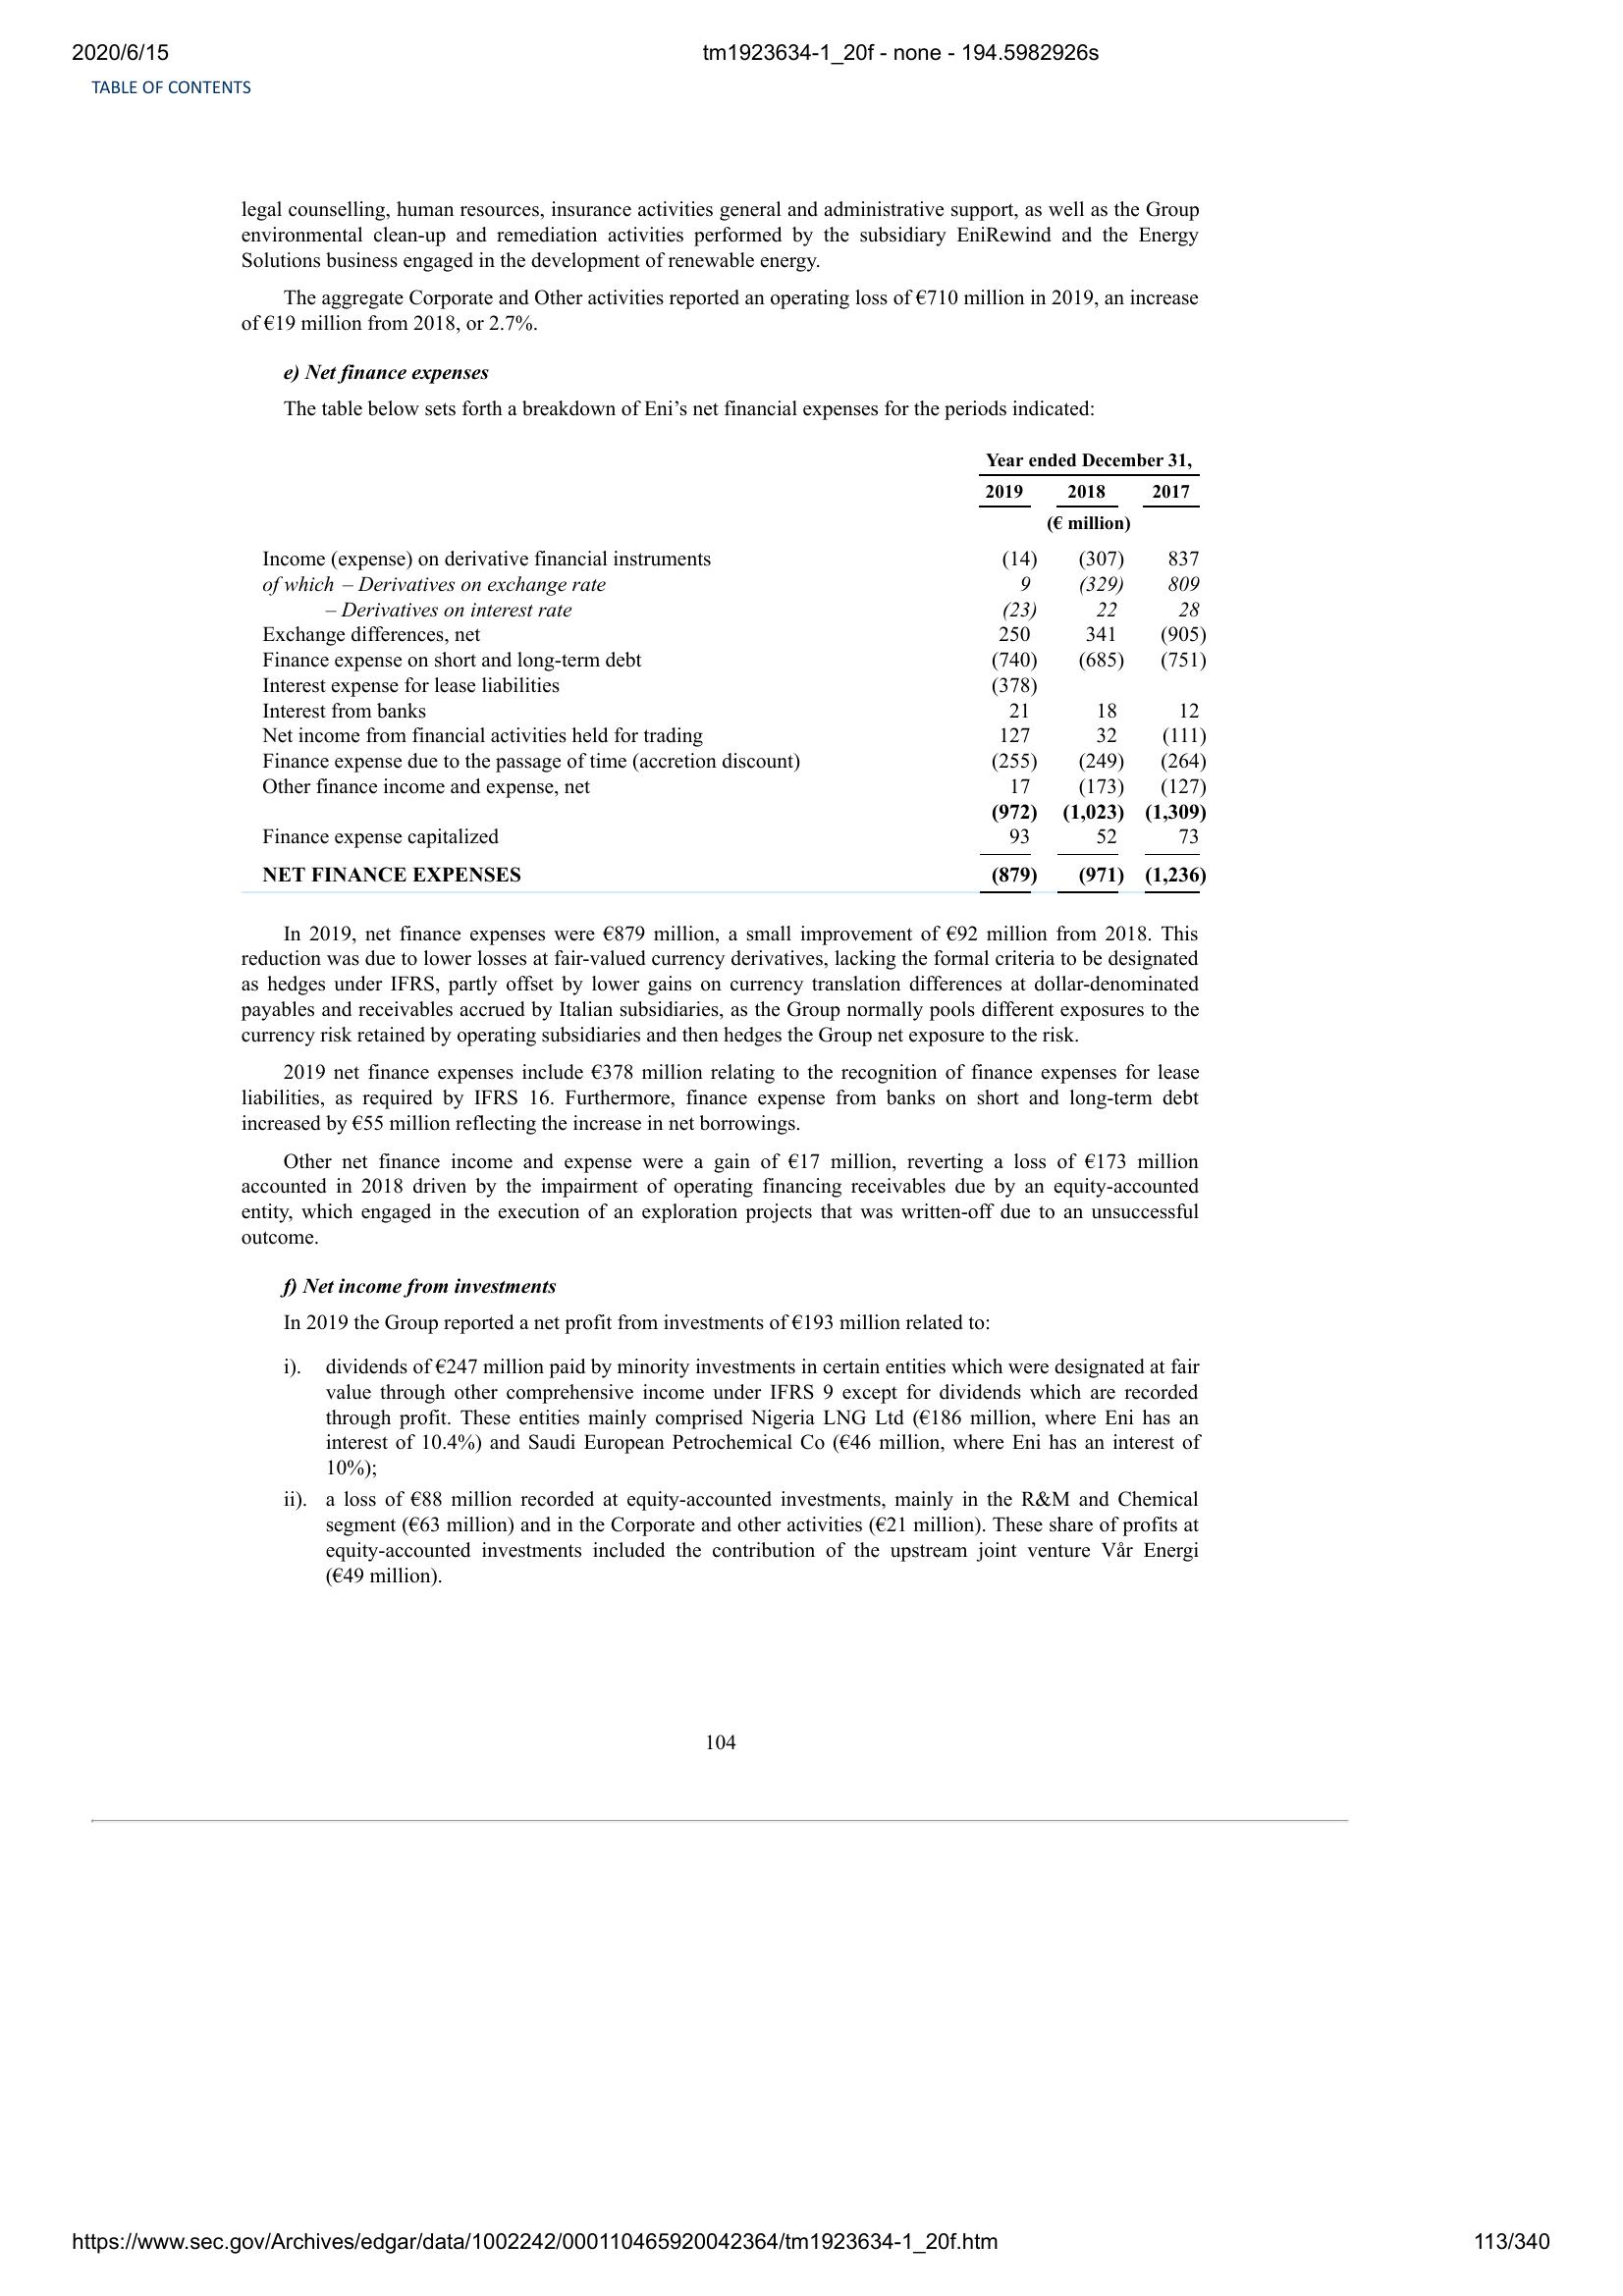 2020/6/15 tm1923634-1_20f - none - 194.5982926s
TABLE OF CONTENTS
legal counselling, human resources, insurance activities general and administrative support, as well as the Group
environmental clean-up and remediation activities performed by the subsidiary EniRewind and the Energy
Solutions business engaged in the development of renewable energy.
The aggregate Corporate and Other activities reported an operating loss of €710 million in 2019, an increase
of €19 million from 2018, or 2.7%.
e) Net finance expenses
The table below sets forth a breakdown of Eni’s net financial expenses for the periods indicated:
Year ended December 31,
2019 2018 2017
(€ million)
Income (expense) on derivative financial instruments (14) (307) 837
of which – Derivatives on exchange rate 9 (329) 809
– Derivatives on interest rate (23) 22 28
Exchange differences, net 250 341 (905)
Finance expense on short and long-term debt (740) (685) (751)
Interest expense for lease liabilities (378)
Interest from banks 21 18 12
Net income from financial activities held for trading 127 32 (111)
Finance expense due to the passage of time (accretion discount) (255) (249) (264)
Other finance income and expense, net 17 (173) (127)
(972) (1,023) (1,309)
Finance expense capitalized 93 52 73
NET FINANCE EXPENSES (879) (971) (1,236)
In 2019, net finance expenses were €879 million, a small improvement of €92 million from 2018. This
reduction was due to lower losses at fair-valued currency derivatives, lacking the formal criteria to be designated
as hedges under IFRS, partly offset by lower gains on currency translation differences at dollar-denominated
payables and receivables accrued by Italian subsidiaries, as the Group normally pools different exposures to the
currency risk retained by operating subsidiaries and then hedges the Group net exposure to the risk.
2019 net finance expenses include €378 million relating to the recognition of finance expenses for lease
liabilities, as required by IFRS 16. Furthermore, finance expense from banks on short and long-term debt
increased by €55 million reflecting the increase in net borrowings.
Other net finance income and expense were a gain of €17 million, reverting a loss of €173 million
accounted in 2018 driven by the impairment of operating financing receivables due by an equity-accounted
entity, which engaged in the execution of an exploration projects that was written-off due to an unsuccessful
outcome.
f) Net income from investments
In 2019 the Group reported a net profit from investments of €193 million related to:
i). dividends of €247 million paid by minority investments in certain entities which were designated at fair
value through other comprehensive income under IFRS 9 except for dividends which are recorded
through profit. These entities mainly comprised Nigeria LNG Ltd (€186 million, where Eni has an
interest of 10.4%) and Saudi European Petrochemical Co (€46 million, where Eni has an interest of
10%);
ii). a loss of €88 million recorded at equity-accounted investments, mainly in the R&M and Chemical
segment (€63 million) and in the Corporate and other activities (€21 million). These share of profits at
equity-accounted investments included the contribution of the upstream joint venture Vår Energi
(€49 million).
104
https://www.sec.gov/Archives/edgar/data/1002242/000110465920042364/tm1923634-1_20f.htm 113/340